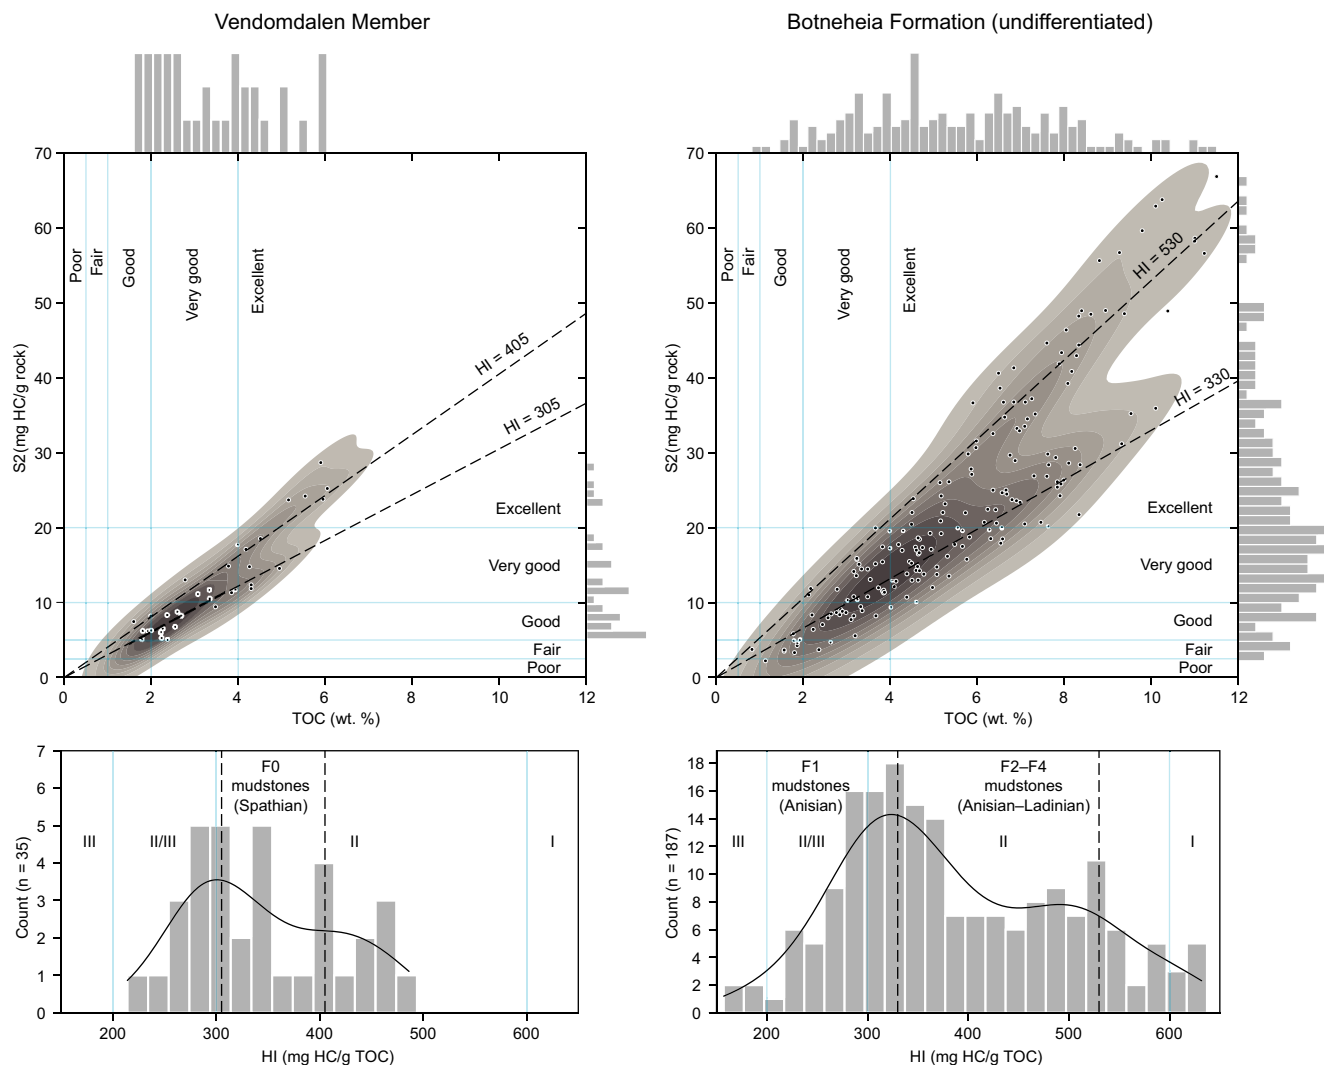 Vendomdalen Member
Botneheia Formation (undifferentiated)
70
60
50
40
30
20
10
0
S2 (mg HC/g rock)
Poor
Fair
Good
Very good
Excellent
HI = 405
HI = 305
Excellent
Very good
Good
Fair
Poor
0 2 4 6 8 10 12
TOC (wt. %)
70
60
50
40
30
20
10
0
S2 (mg HC/g rock)
Poor
Fair
Good
Very good
Excellent
HI = 530
HI = 330
Excellent
Very good
Good
Fair
Poor
0 2 4 6 8 10 12
TOC (wt. %)
7
6
5
4
3
2
1
0
Count (n = 35)
F0
mudstones
(Spathian)
III II/III II I
200 300 400 500 600
HI (mg HC/g TOC)
18
16
14
12
10
8
6
4
2
0
Count (n = 187)
F1
mudstones
(Anisian)
F2–F4
mudstones
(Anisian–Ladinian)
III II/III II I
200 300 400 500 600
HI (mg HC/g TOC)